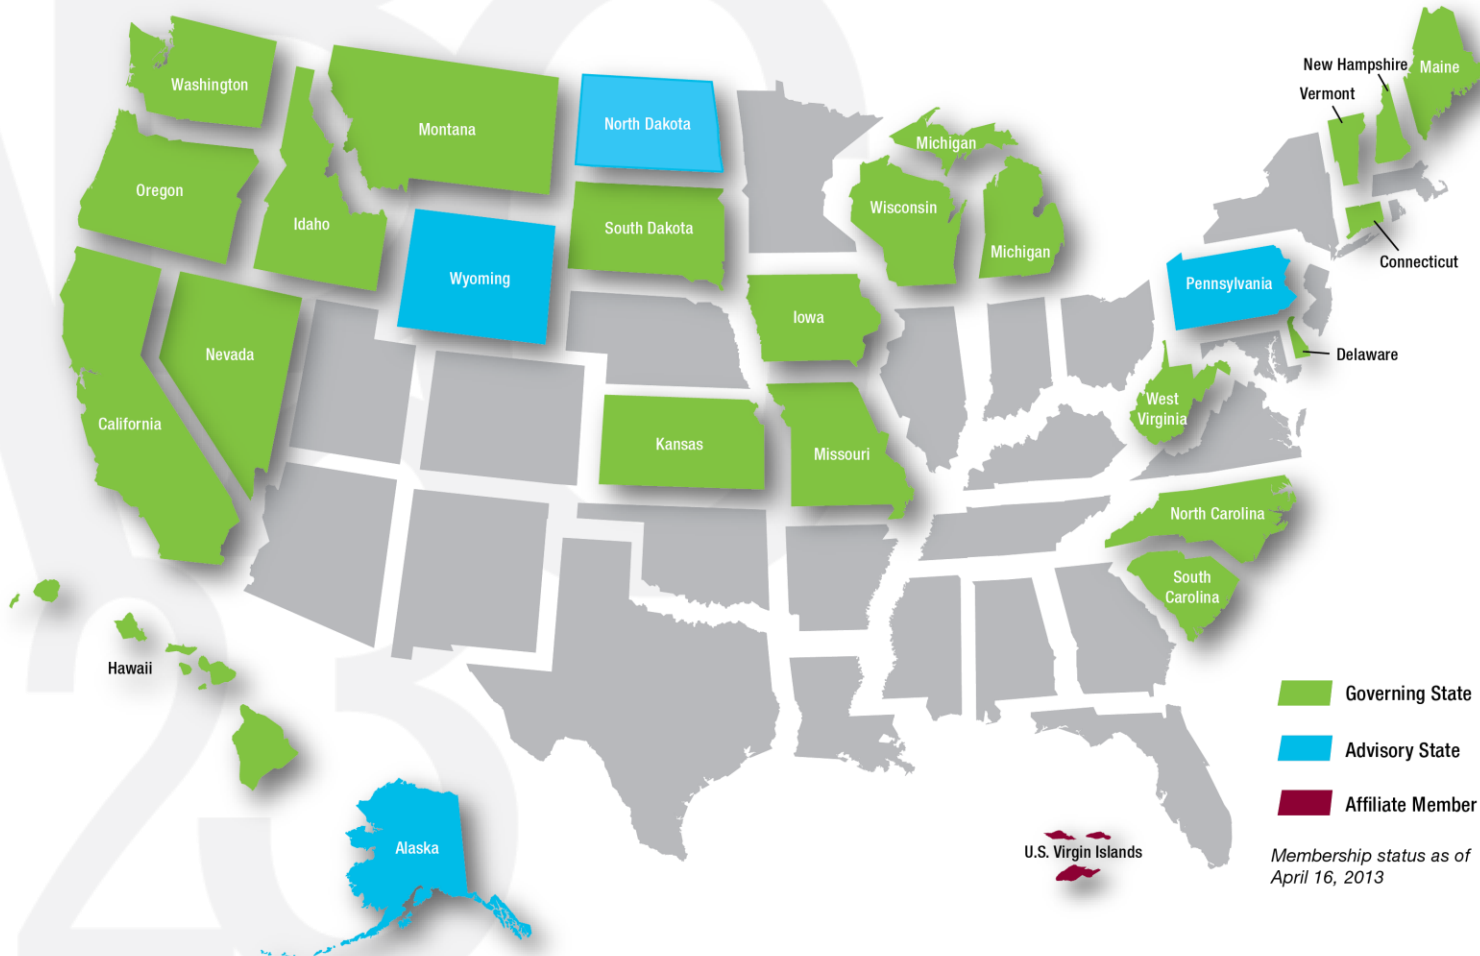 Washington
Montana
North Dakota
Michigan
New Hampshire
Maine
Vermont
Oregon
Idaho
South Dakota
Wisconsin
Michigan
Connecticut
Wyoming
Pennsylvania
Nevada
Iowa
Delaware
California
Kansas
Missouri
West
Virginia
North Carolina
South
Carolina
Hawaii
Alaska
U.S. Virgin Islands
Governing State
Advisory State
Affiliate Member
Membership status as of
April 16, 2013